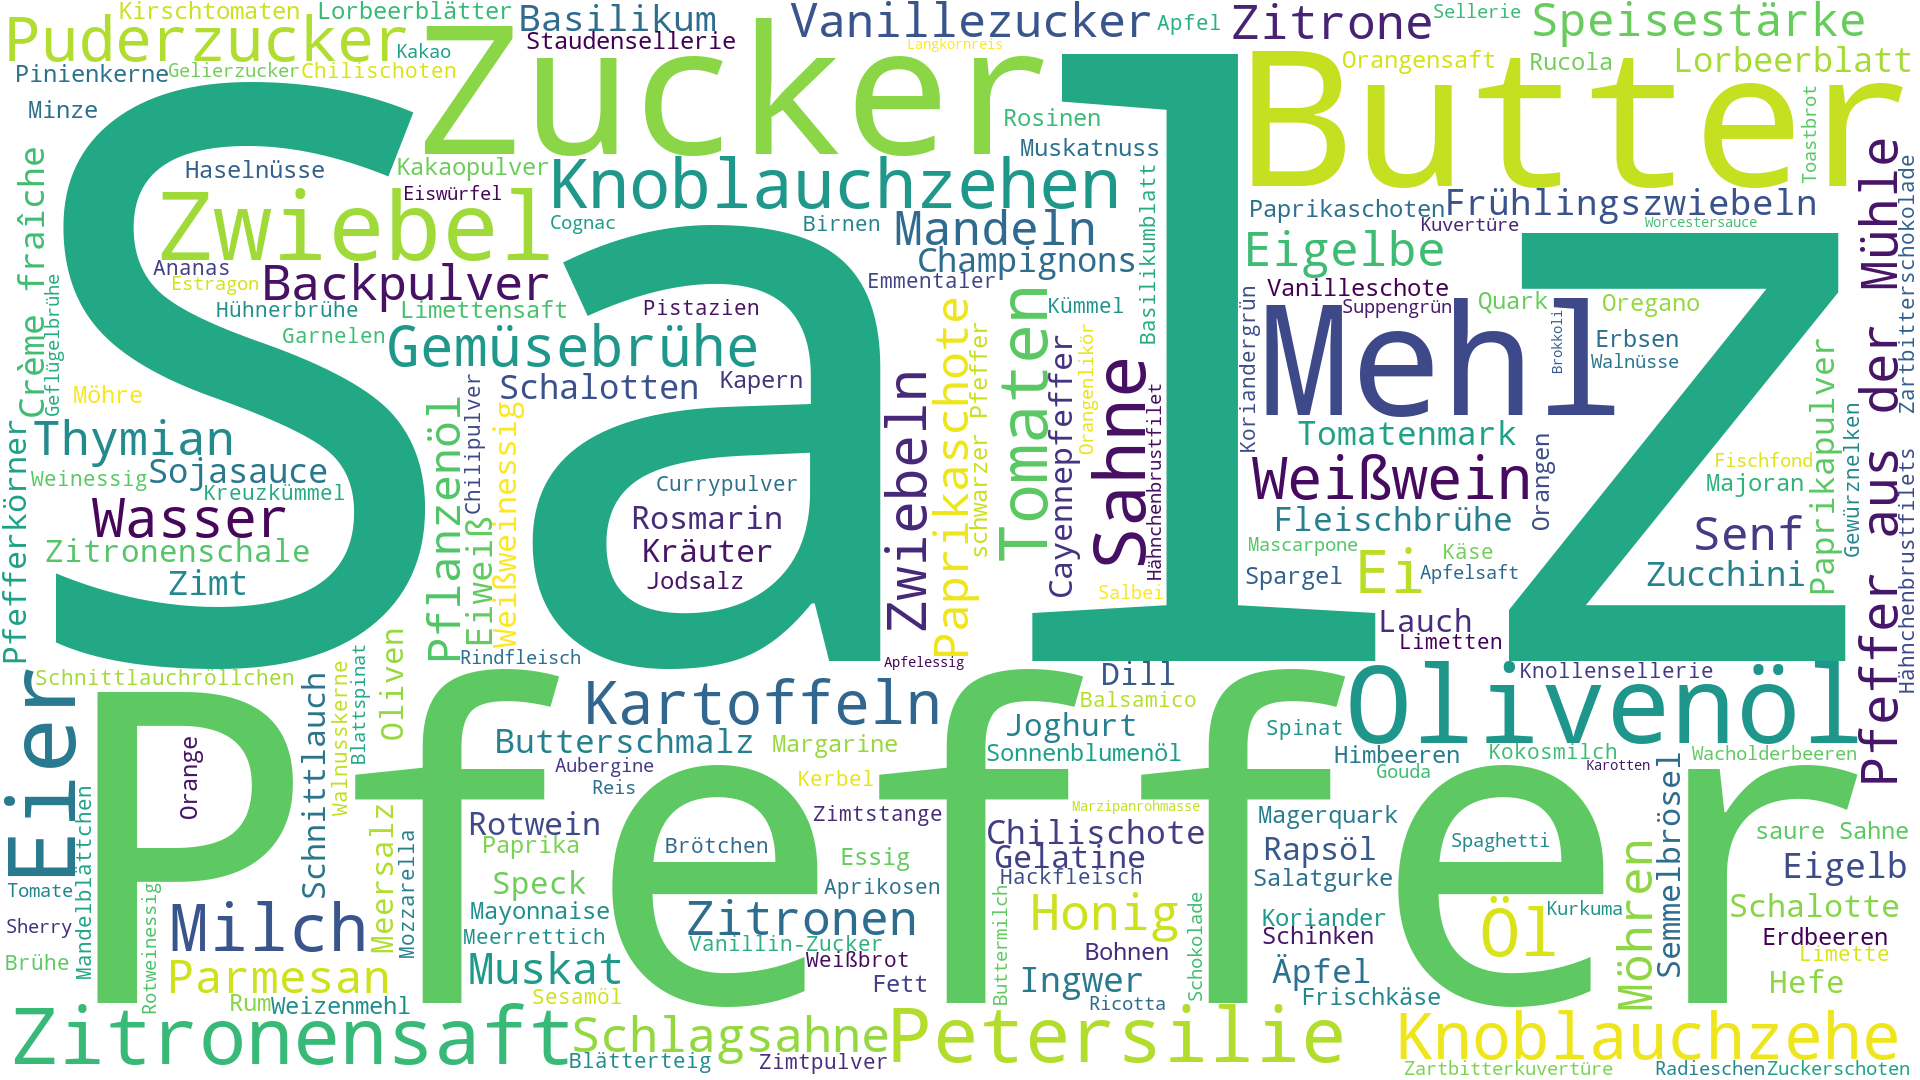 Kirschtomaten
Lorbeerblätter
Basilikum
Vanillezucker
Apfel
Zitrone
Sellerie
Speisestärke
Puderzucker
Kakao
Zucker
Staudensellerie
Langkornreis
Butter
Orangensaft
Rucola
Lorbeerblatt
Pinienkerne
Gelierzucker
Chilischoten
Minze
Rosinen
Toastbrot
Haselnüsse
Kakaopulver
Eiswürfel
Knoblauchzehen
Muskatnuss
Basilikumblatt
Crème fraîche
Salz
Zwiebel
Cognac
Birnen
Mandeln
Paprikaschoten
Frühlingszwiebeln
Kuvertüre
Worcestersauce
Pfeffer aus der Mühle
Zartbitterschokolade
Ananas
Estragon
Backpulver
Champignons
Emmentaler
Eigelbe
Vanilleschote
Suppengrün
Quark
Oregano
Geflügelbrühe
Hühnerbrühe
Limettensaft
Pistazien
Kümmel
Garnelen
Gemüsebrühe
Mehl
Brokkoli
Erbsen
Walnüsse
Möhre
Schalotten
Kapern
Paprikaschote
schwarzer Pfeffer
Tomaten
Cayennepfeffer
Orangenlikör
Sahne
Hähnchenbrustfilet
Koriandergrün
Paprikapulver
Pfefferkörner
Thymian
Pflanzenöl
Chilipulver
Eiweiß
Weißweinessig
Zwiebeln
Tomatenmark
Weinessig
Sojasauce
Kreuzkümmel
Currypulver
Weißwein
Orangen
Fischfond
Majoran
Gewürznelken
Hähnchenbrustfilets
Wasser
Rosmarin
Fleischbrühe
Senf
Zitronenschale
Kräuter
Mascarpone
Käse
Zimt
Jodsalz
Salbei
Spargel
Ei
Apfelsaft
Zucchini
Lauch
Limetten
Rindfleisch
Apfelessig
Eier
Schnittlauchröllchen
Schnittlauch
Walnusskerne
Blattspinat
Oliven
Pfeffer
Kartoffeln
Dill
Balsamico
Olivenöl
Knollensellerie
Orange
Butterschmalz
Margarine
Joghurt
Sonnenblumenöl
Spinat
Himbeeren
Kokosmilch
Wacholderbeeren
Aubergine
Reis
Kerbel
Gouda
Karotten
Semmelbrösel
Mandelblättchen
Meersalz
Mozzarella
Rotwein
Zimtstange
Marzipanrohmasse
Magerquark
Chilischote
Paprika
Brötchen
Essig
Gelatine
Rapsöl
Spaghetti
saure Sahne
Tomate
Speck
Aprikosen
Hackfleisch
Salatgurke
Möhren
Eigelb
Sherry
Rotweinessig
Milch
Mayonnaise
Zitronen
Buttermilch
Honig
Schokolade
Koriander
Öl
Kurkuma
Schalotte
Meerrettich
Vanillin-Zucker
Schinken
Erdbeeren
Brühe
Parmesan
Muskat
Weißbrot
Bohnen
Limette
Fett
Ingwer
Äpfel
Hefe
Rum
Weizenmehl
Sesamöl
Ricotta
Frischkäse
Zitronensaft
Schlagsahne
Petersilie
Knoblauchzehe
Blätterteig
Zimtpulver
Zartbitterkuvertüre
Radieschen
Zuckerschoten